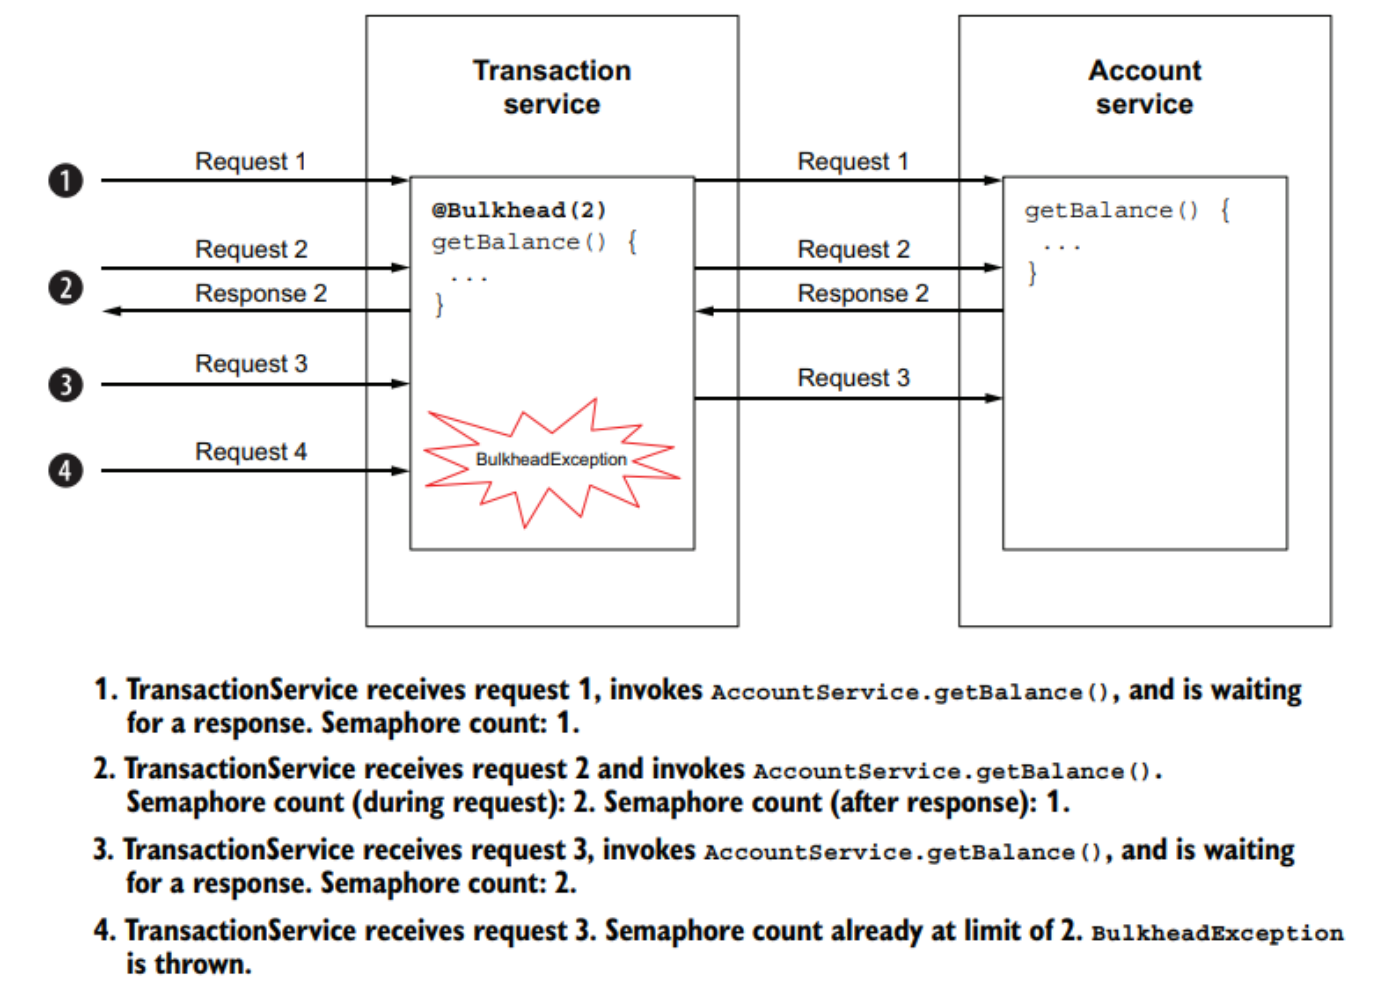 Transaction
service
Account
service
1
Request 1
Request 1
@Bulkhead(2)
getBalance() {
...
}
getBalance() {
...
}
2
Request 2
Request 2
Response 2
Response 2
3
Request 3
Request 3
4
Request 4
BulkheadException
1. TransactionService receives request 1, invokes AccountService.getBalance(), and is waiting
for a response. Semaphore count: 1.
2. TransactionService receives request 2 and invokes AccountService.getBalance().
Semaphore count (during request): 2. Semaphore count (after response): 1.
3. TransactionService receives request 3, invokes AccountService.getBalance(), and is waiting
for a response. Semaphore count: 2.
4. TransactionService receives request 3. Semaphore count already at limit of 2. BulkheadException
is thrown.